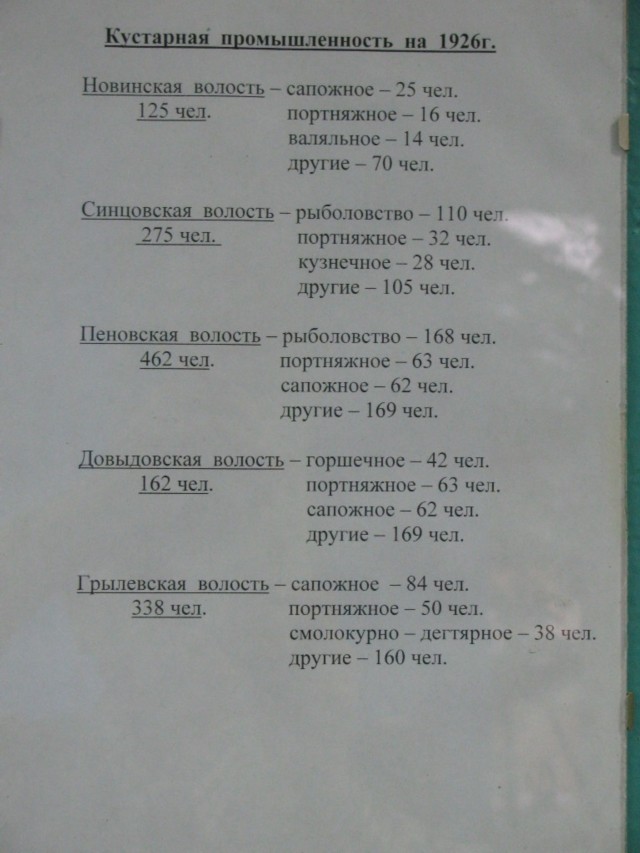 Кустарная промышленность на 1926г.
Новинская волость – сапожное – 25 чел.
125 чел. портняжное – 16 чел.
валяльное – 14 чел.
другие – 70 чел.
Синцовская волость – рыболовство – 110 чел.
275 чел. портняжное – 32 чел.
кузнечное – 28 чел.
другие – 105 чел.
Пеновская волость – рыболовство – 168 чел.
462 чел. портняжное – 63 чел.
сапожное – 62 чел.
другие – 169 чел.
Довыдовская волость – горшечное – 42 чел.
162 чел. портняжное – 63 чел.
сапожное – 62 чел.
другие – 169 чел.
Грылевская волость – сапожное – 84 чел.
338 чел. портняжное – 50 чел.
смолокурно – дегтярное – 38 чел.
другие – 160 чел.